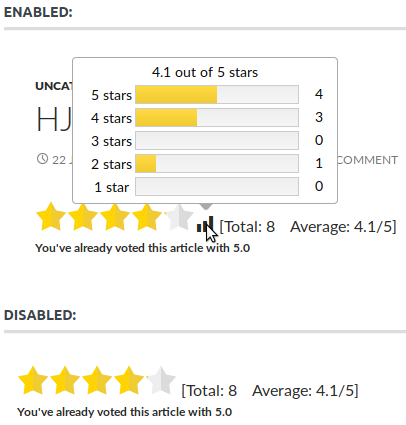 ENABLED:
4.1 out of 5 stars
5 stars 4
4 stars 3
3 stars 0
2 stars 1
1 star 0
UNCAT
HJ
22 J COMMENT
[Total: 8 Average: 4.1/5]
You've already voted this article with 5.0
DISABLED:
[Total: 8 Average: 4.1/5]
You've already voted this article with 5.0